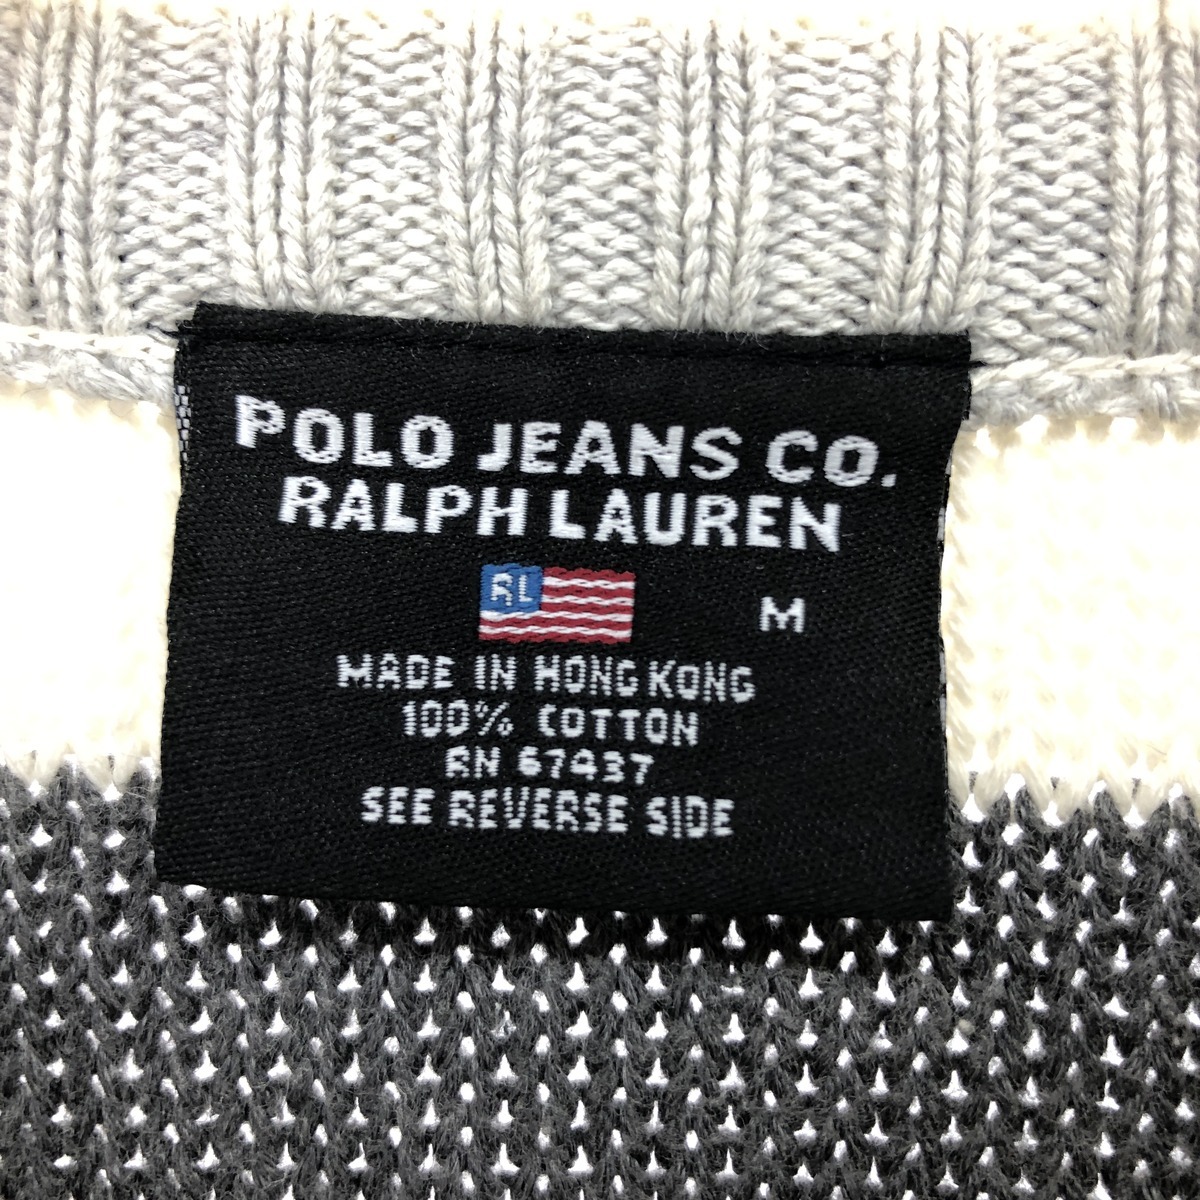 POLO JEANS CO.
RALPH LAUREN
RL
M
MADE IN HONG KONG
100% COTTON
RN 67437
SEE REVERSE SIDE